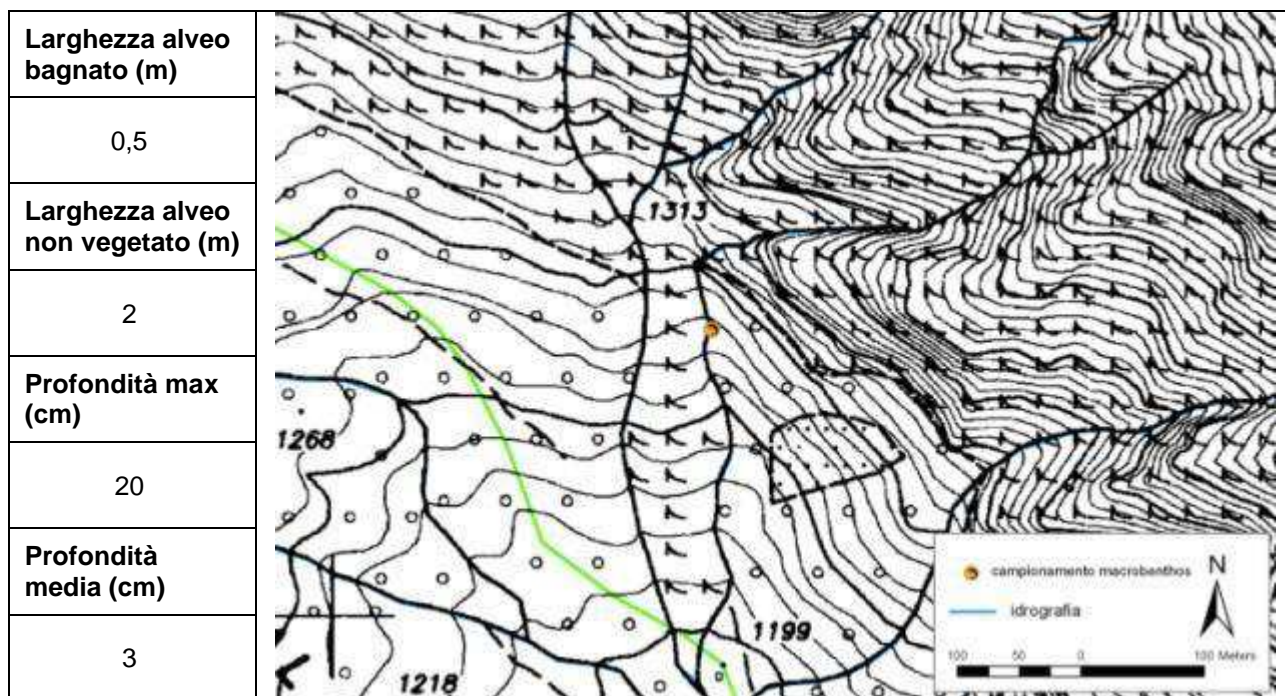 Larghezza alveo
bagnato (m)
0,5
Larghezza alveo
non vegetato (m)
2
Profondità max
(cm)
20
Profondità
media (cm)
3
1313
1268
1199
1218
campionamento macrobenthos
N
idrografia
100 50 0 100 Meters